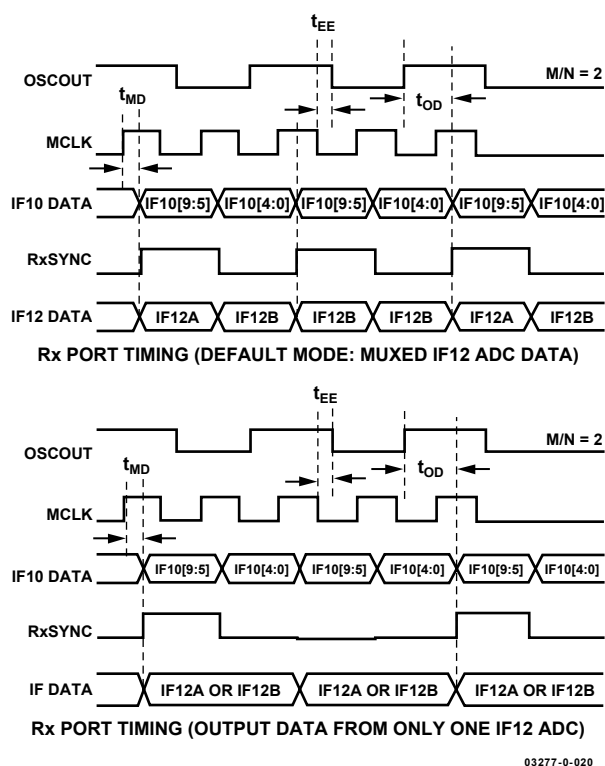 tEE
OSCOUT
M/N = 2
tMD
tOD
MCLK
IF10 DATA IF10[9:5] IF10[4:0] IF10[9:5] IF10[4:0] IF10[9:5] IF10[4:0]
RxSYNC
IF12 DATA IF12A IF12B IF12B IF12B IF12A IF12B
Rx PORT TIMING (DEFAULT MODE: MUXED IF12 ADC DATA)
tEE
OSCOUT
M/N = 2
tMD
tOD
MCLK
IF10 DATA IF10[9:5] IF10[4:0] IF10[9:5] IF10[4:0] IF10[9:5] IF10[4:0]
RxSYNC
IF DATA IF12A OR IF12B IF12A OR IF12B IF12A OR IF12B
Rx PORT TIMING (OUTPUT DATA FROM ONLY ONE IF12 ADC)
03277-0-020